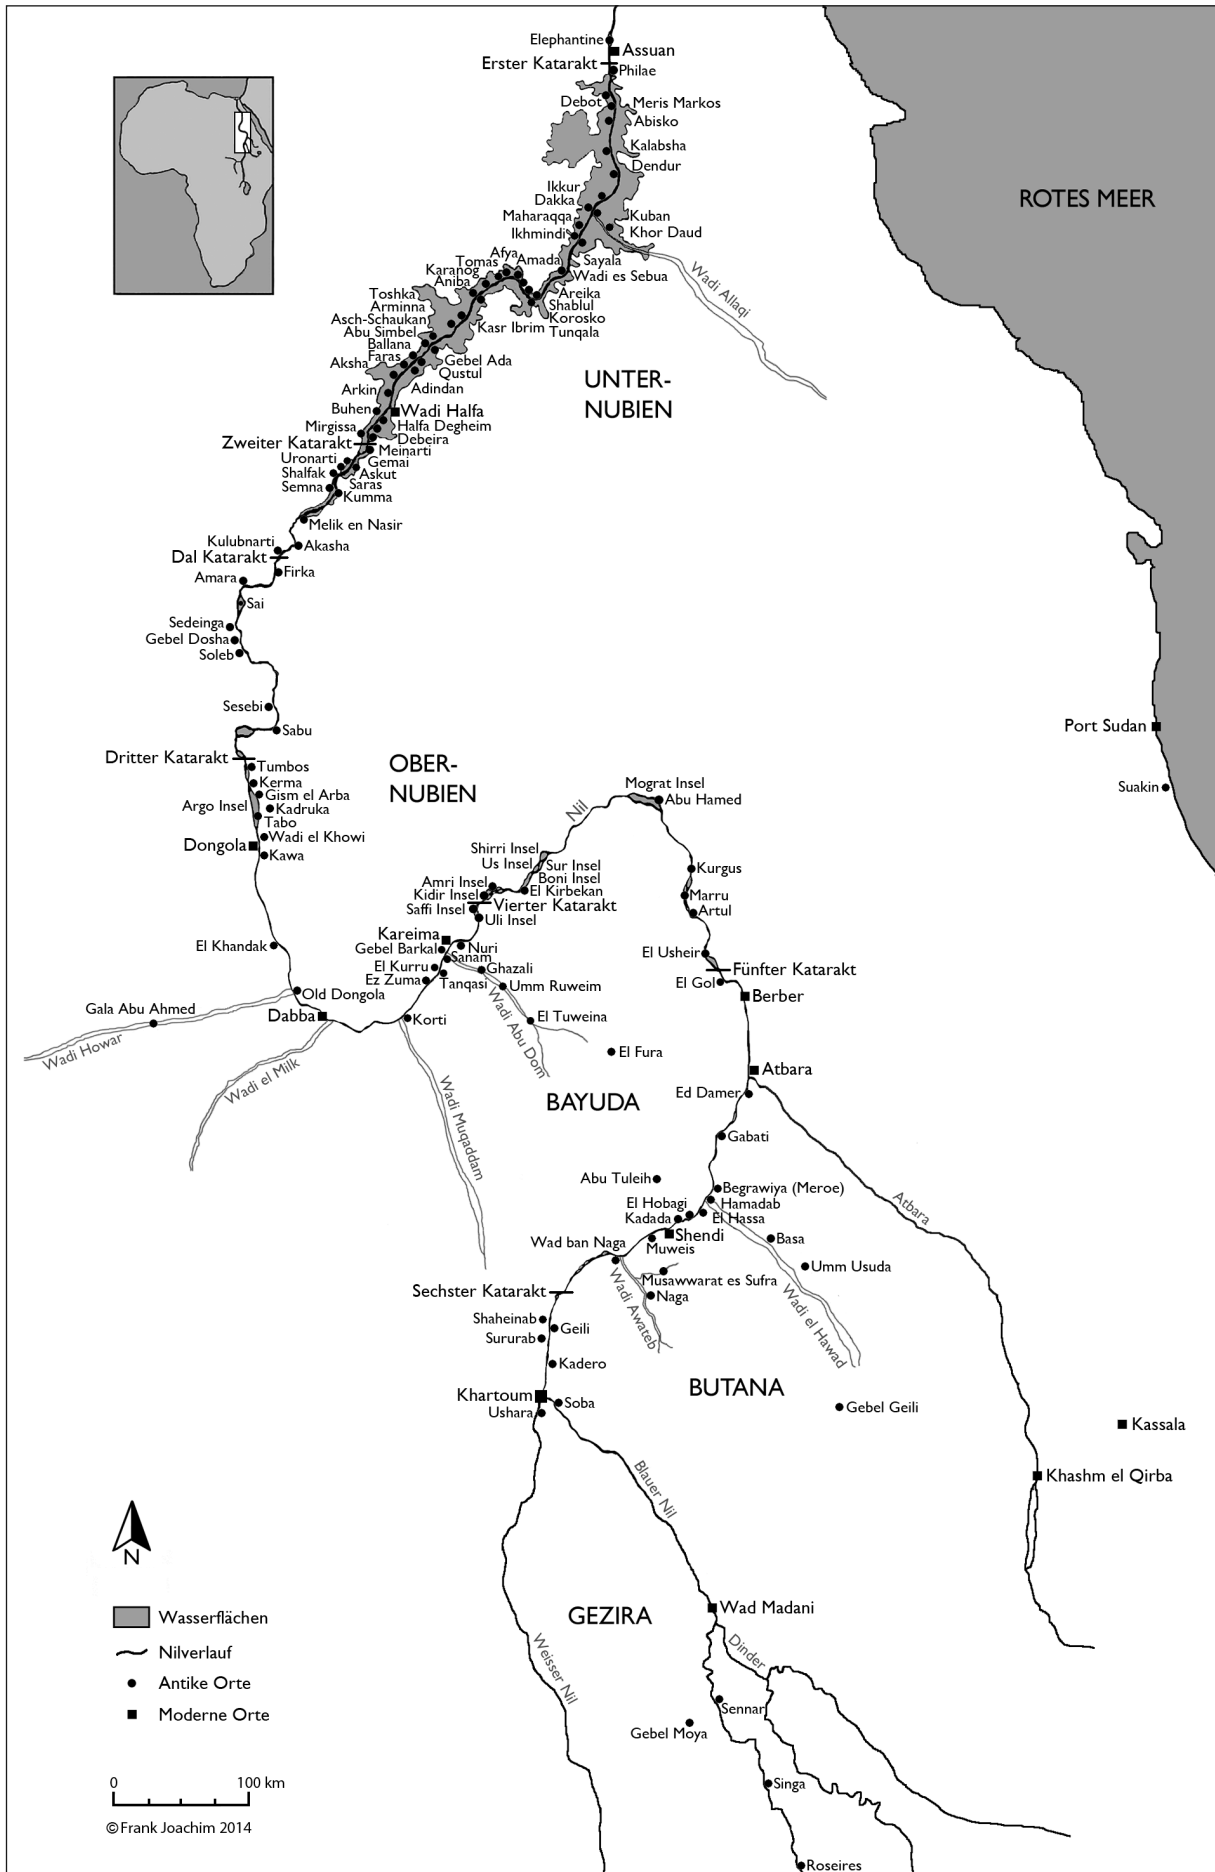 Elephantine
Assuan
Erster Katarakt
Philae
Debot
Meris Markos
Abisko
Kalabsha
Dendur
Ikkur
Dakka
Maharaqqa
Kuban
Ikhmindi
Khor Daud
ROTES MEER
Afya
Amada
Sayala
Tomas
Wadi es Sebua
Wadi Allaqi
Karanog
Aniba
Areika
Toshka
Shablul
Arminna
Korosko
Asch-Schaukan
Kasr Ibrim
Tunqala
Abu Simbel
Ballana
Faras
Gebel Ada
Aksha
Qustul
UNTER-
NUBIEN
Arkin
Adindan
Buhen
Wadi Halfa
Mirgissa
Halfa Degheim
Zweiter Katarakt
Debeira
Meinarti
Uronarti
Gemai
Shalfak
Askut
Semna
Saras
Kumma
Melik en Nasir
Kulubnarti
Akasha
Dal Katarakt
Firka
Amara
Sai
Sedeinga
Gebel Dosha
Soleb
Sesebi
Sabu
Port Sudan
Dritter Katarakt
OBER-
NUBIEN
Tumbos
Kerma
Mograt Insel
Suakin
Gism el Arba
Abu Hamed
Argo Insel
Kadruka
Nil
Tabo
Wadi el Khowi
Dongola
Kawa
Shirri Insel
Us Insel
Sur Insel
Kurgus
Boni Insel
Amri Insel
El Kirbekan
Kidir Insel
Marru
Saffi Insel
Vierter Katarakt
Artul
Uli Insel
Kareima
El Khandak
Gebel Barkal
Nuri
El Usheir
Sanam
El Kurru
Ghazali
Fünfter Katarakt
Ez Zuma
Tanqasi
Umm Ruweim
El Gol
Old Dongola
Berber
Gala Abu Ahmed
Dabba
Korti
El Tuweina
Wadi Howar
Wadi Abu Dom
El Fura
Wadi el Milk
Atbara
Wadi Muqaddam
BAYUDA
Ed Damer
Gabati
Abu Tuleih
Begrawiya (Meroe)
El Hobagi
Hamadab
Atbara
Kadada
El Hassa
Shendi
Basa
Wad ban Naga
Muweis
Umm Usuda
Musawwarat es Sufra
Sechster Katarakt
Naga
Wadi Awateb
Wadi el Hawad
Shaheinab
Geili
Sururab
Kadero
BUTANA
Khartoum
Soba
Gebel Geili
Ushara
Kassala
Khashm el Qirba
Blauer Nil
N
GEZIRA
Wad Madani
Wasserflächen
Nilverlauf
Dinder
Weisser Nil
Antike Orte
Moderne Orte
Sennar
Gebel Moya
0 100 km
Singa
©Frank Joachim 2014
Roseires